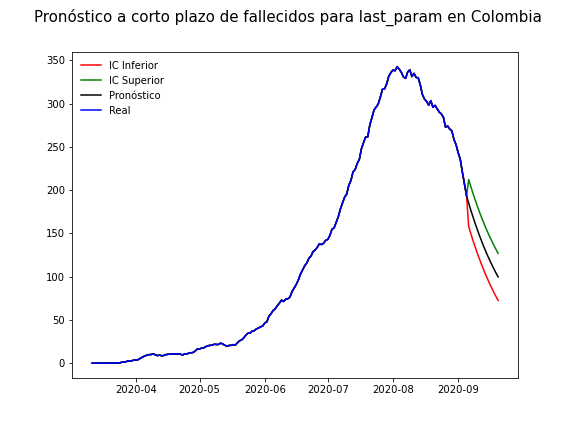 Pronóstico a corto plazo de fallecidos para last_param en Colombia
IC Inferior
IC Superior
Pronóstico
Real
350
300
250
200
150
100
50
0
2020-04 2020-05 2020-06 2020-07 2020-08 2020-09